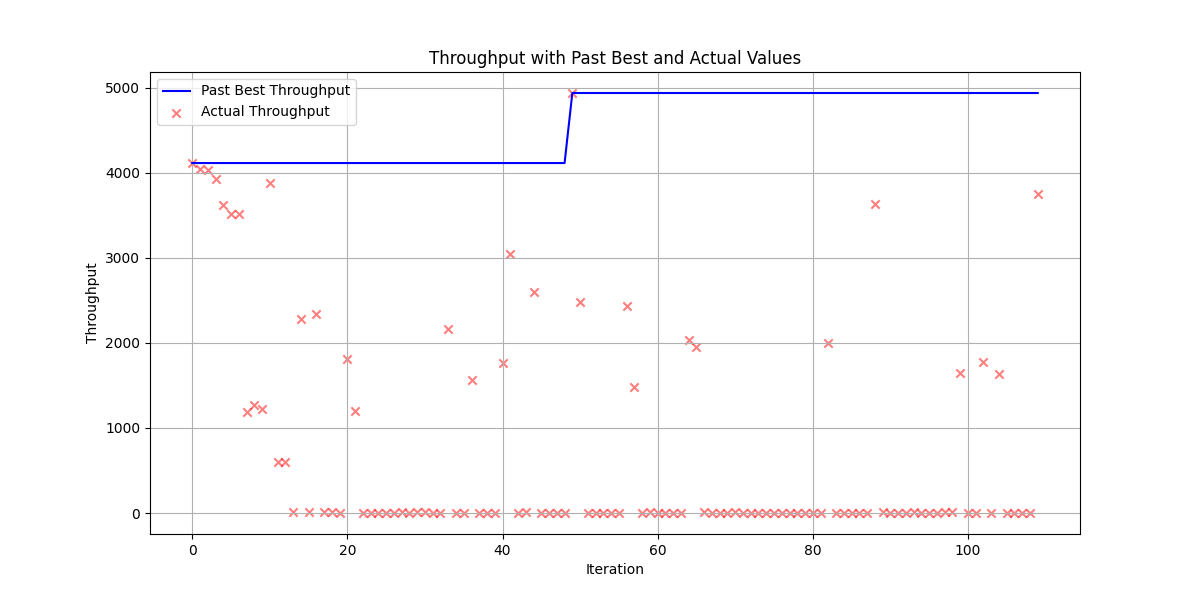 Throughput with Past Best and Actual Values
Past Best Throughput
Actual Throughput
Throughput
5000
4000
3000
2000
1000
0
0 20 40 60 80 100
Iteration